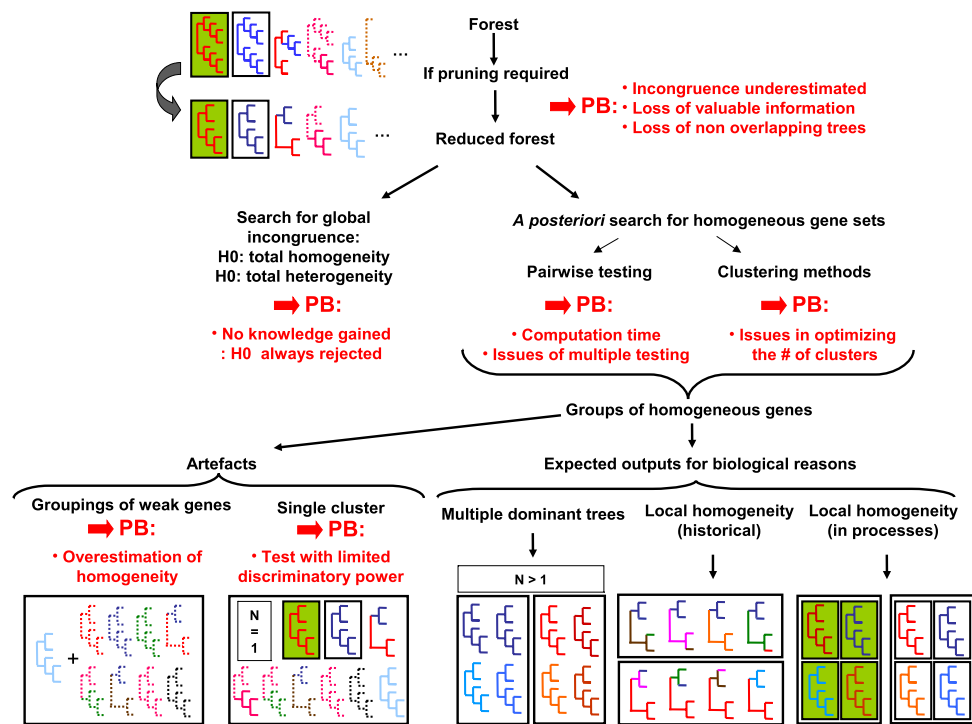 Forest
...
If pruning required
PB:
• Incongruence underestimated
• Loss of valuable information
• Loss of non overlapping trees
...
Reduced forest
Search for global
incongruence:
H0: total homogeneity
H0: total heterogeneity
PB:
• No knowledge gained
: H0 always rejected
A posteriori search for homogeneous gene sets
Pairwise testing
PB:
• Computation time
• Issues of multiple testing
Clustering methods
PB:
• Issues in optimizing
the # of clusters
Groups of homogeneous genes
Artefacts
Groupings of weak genes
PB:
• Overestimation of
homogeneity
+
Single cluster
PB:
• Test with limited
discriminatory power
N
=
1
Expected outputs for biological reasons
Multiple dominant trees
N > 1
Local homogeneity
(historical)
Local homogeneity
(in processes)